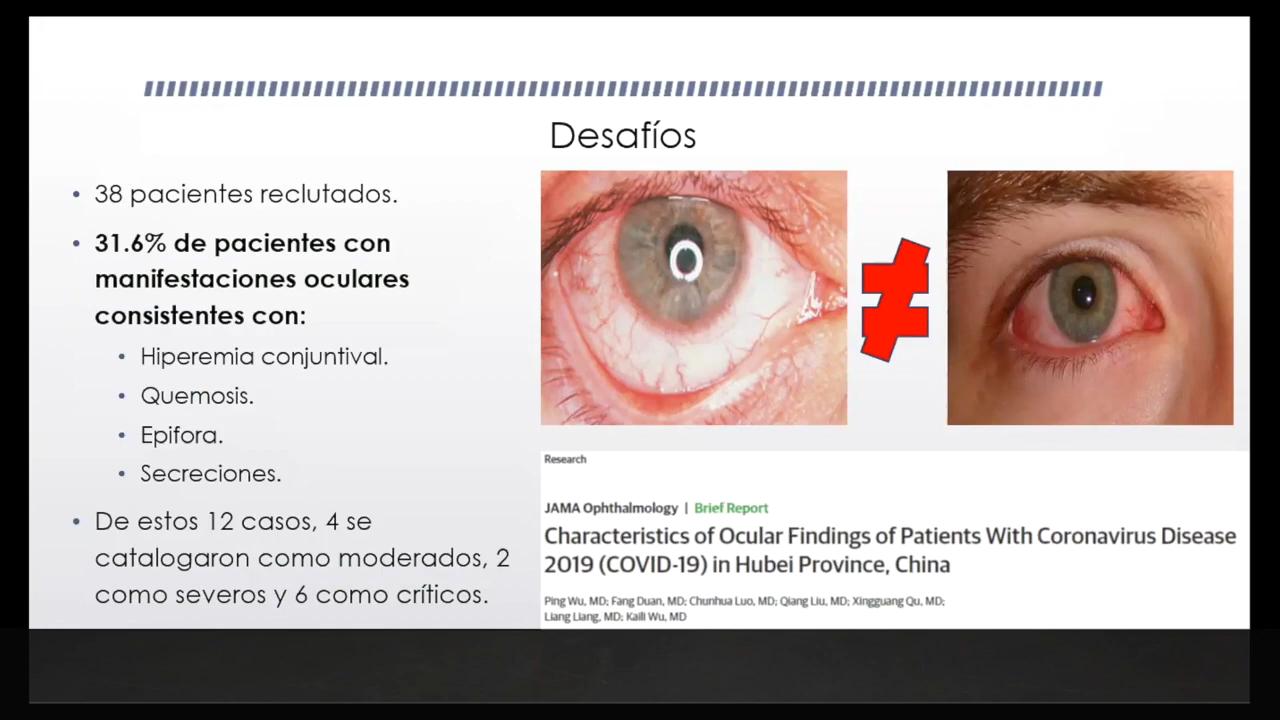 Desafíos
38 pacientes reclutados.
31.6% de pacientes con
manifestaciones oculares
consistentes con:
Hiperemia conjuntival.
Quemosis.
Epifora.
Secreciones.
De estos 12 casos, 4 se
catalogaron como moderados, 2
como severos y 6 como críticos.
Research
JAMA Ophthalmology | Brief Report
Characteristics of Ocular Findings of Patients With Coronavirus Disease
2019 (COVID-19) in Hubei Province, China
Ping Wu, MD; Fang Duan, MD; Chunhua Luo, MD; Qiang Liu, MD; Xingguang Qu, MD;
Liang Liang, MD; Kaili Wu, MD